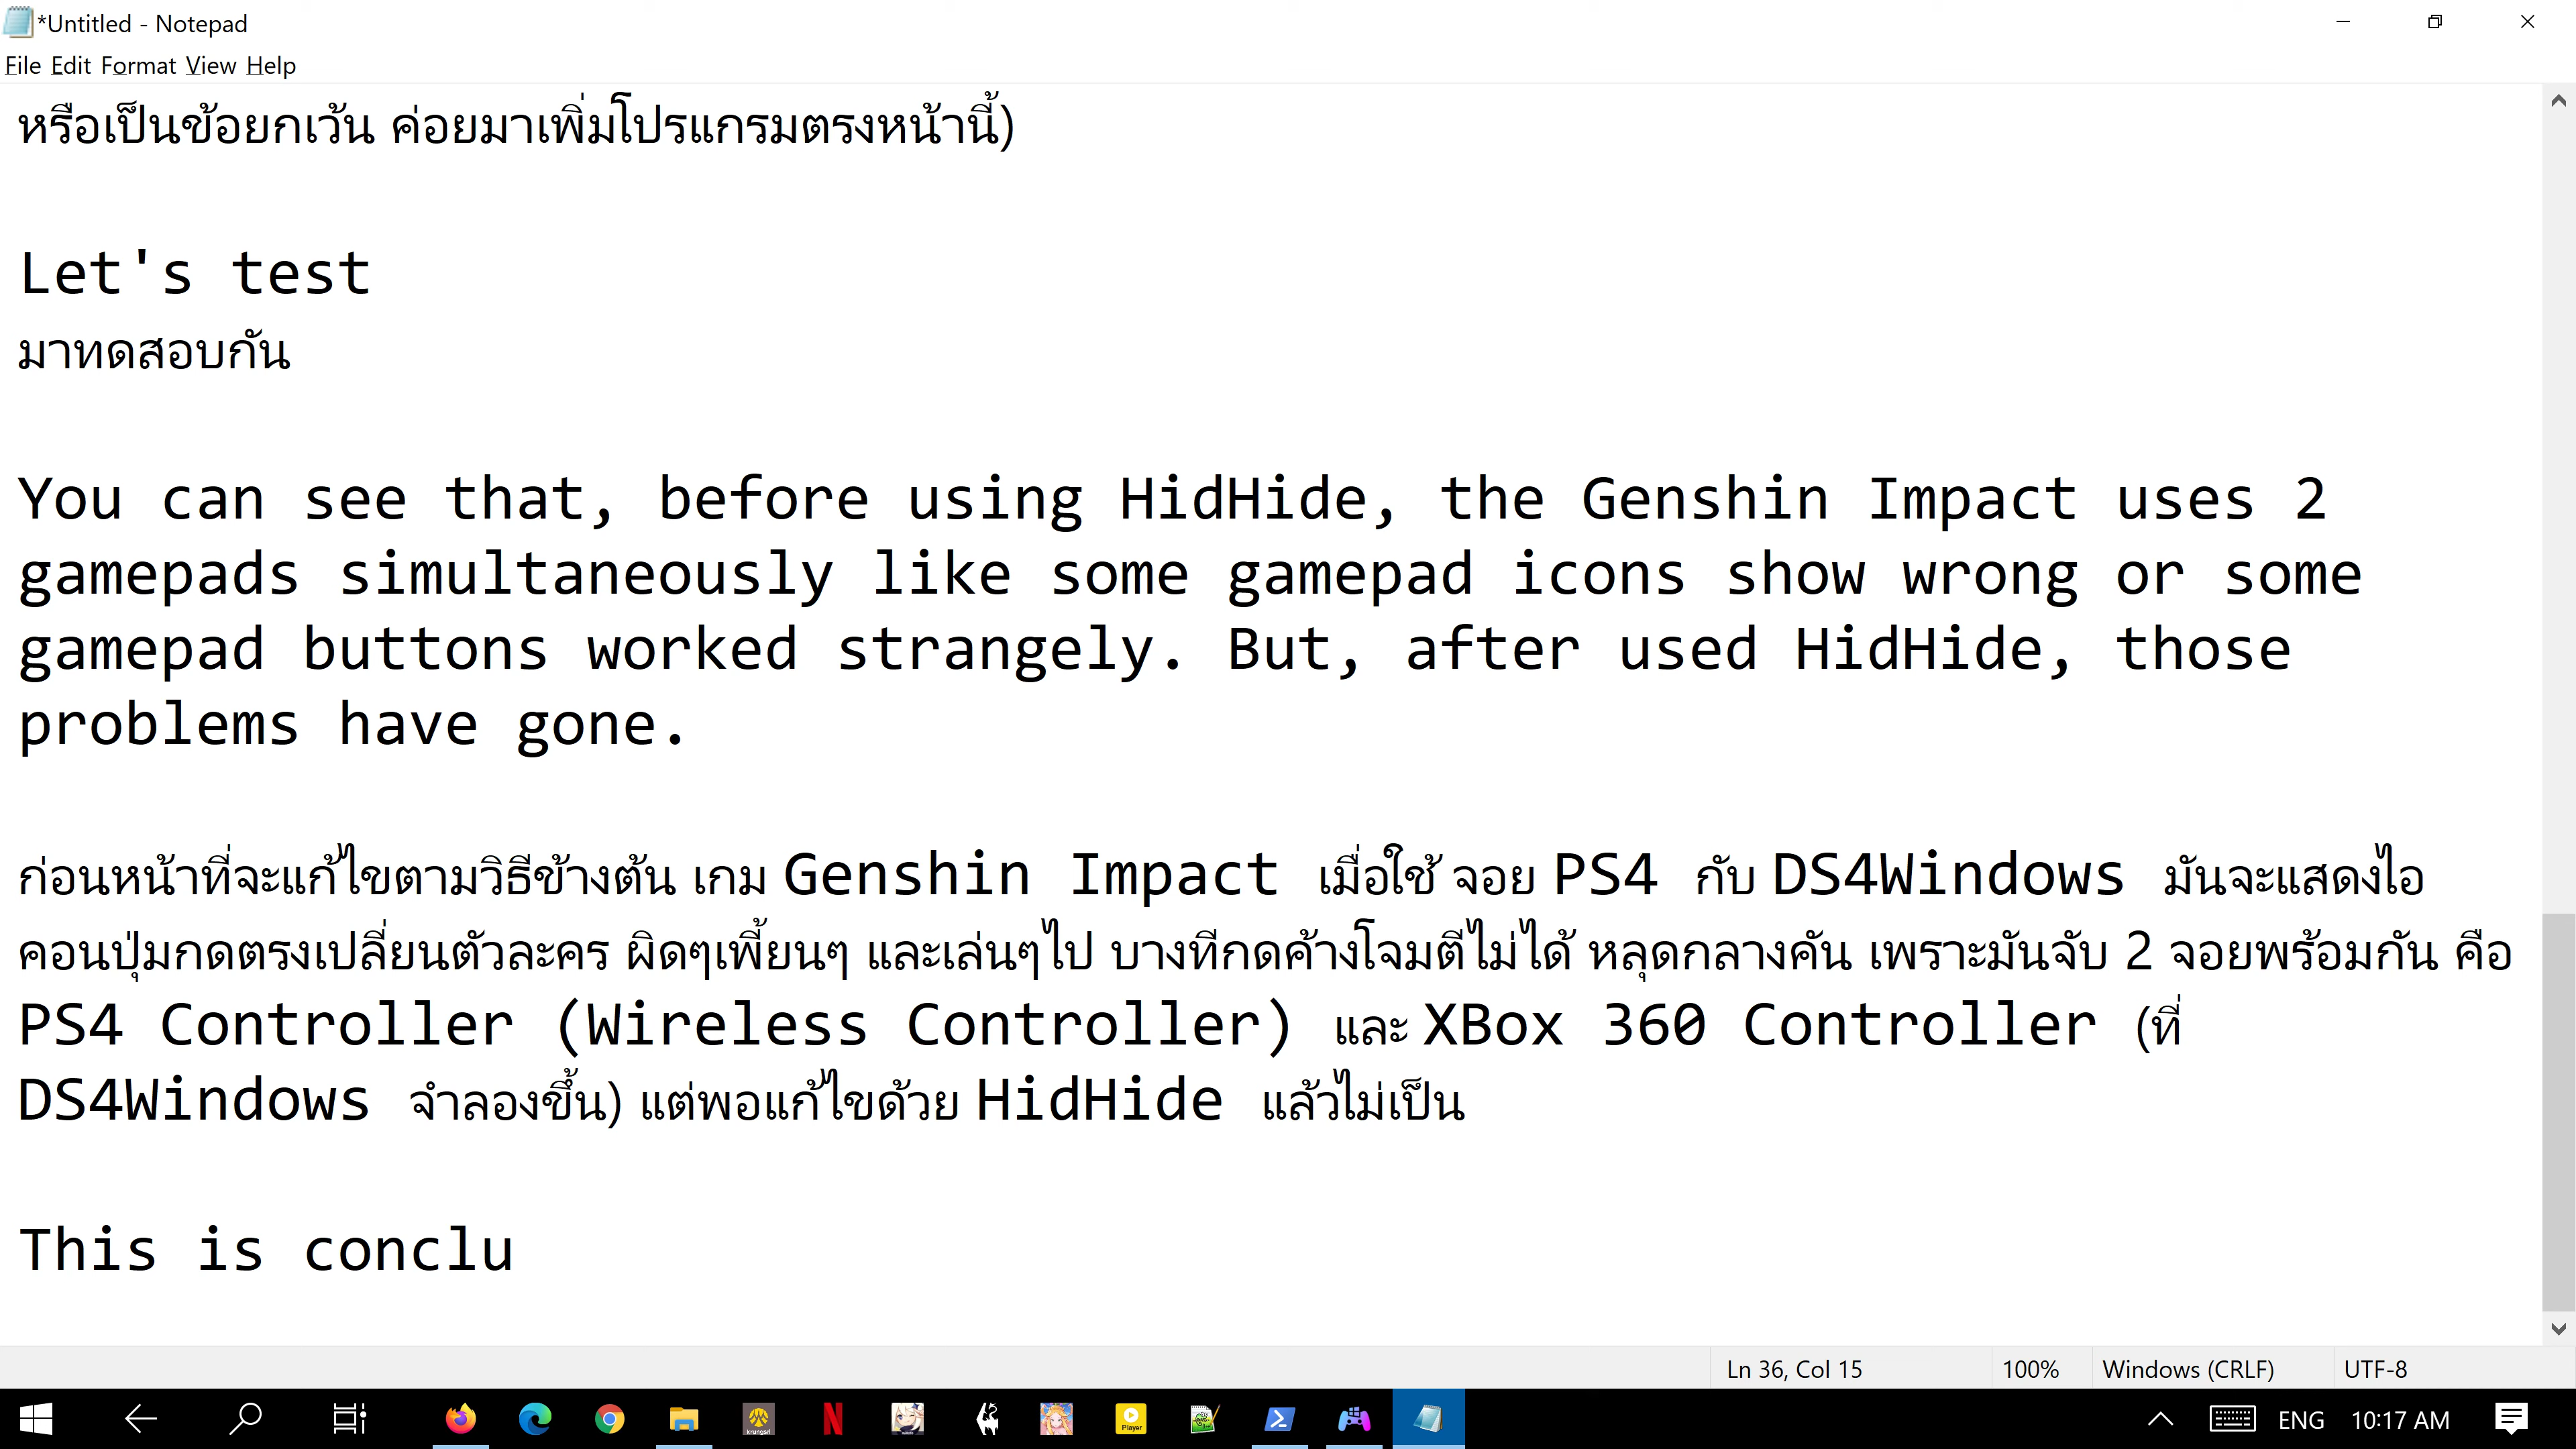 *Untitled - Notepad
File Edit Format View Help
หรือเป็นข้อยกเว้น ค่อยมาเพิ่มโปรแกรมตรงหน้านี้)
Let's test
มาทดสอบกัน
You can see that, before using HidHide, the Genshin Impact uses 2
gamepads simultaneously like some gamepad icons show wrong or some
gamepad buttons worked strangely. But, after used HidHide, those
problems have gone.
ก่อนหน้าที่จะแก้ไขตามวิธีข้างต้น เกม Genshin Impact เมื่อใช้ จอย PS4 กับ DS4Windows มันจะแสดงไอ
คอนปุ่มกดตรงเปลี่ยนตัวละคร ผิดๆเพี้ยนๆ และเล่นๆไป บางทีกดค้างโจมตีไม่ได้ หลุดกลางคัน เพราะมันจับ 2 จอยพร้อมกัน คือ
PS4 Controller (Wireless Controller) และ XBox 360 Controller (ที่
DS4Windows จำลองขึ้น) แต่พอแก้ไขด้วย HidHide แล้วไม่เป็น
This is conclu
Ln 36, Col 15
100%
Windows (CRLF)
UTF-8
krungsri
Player
ENG
10:17 AM